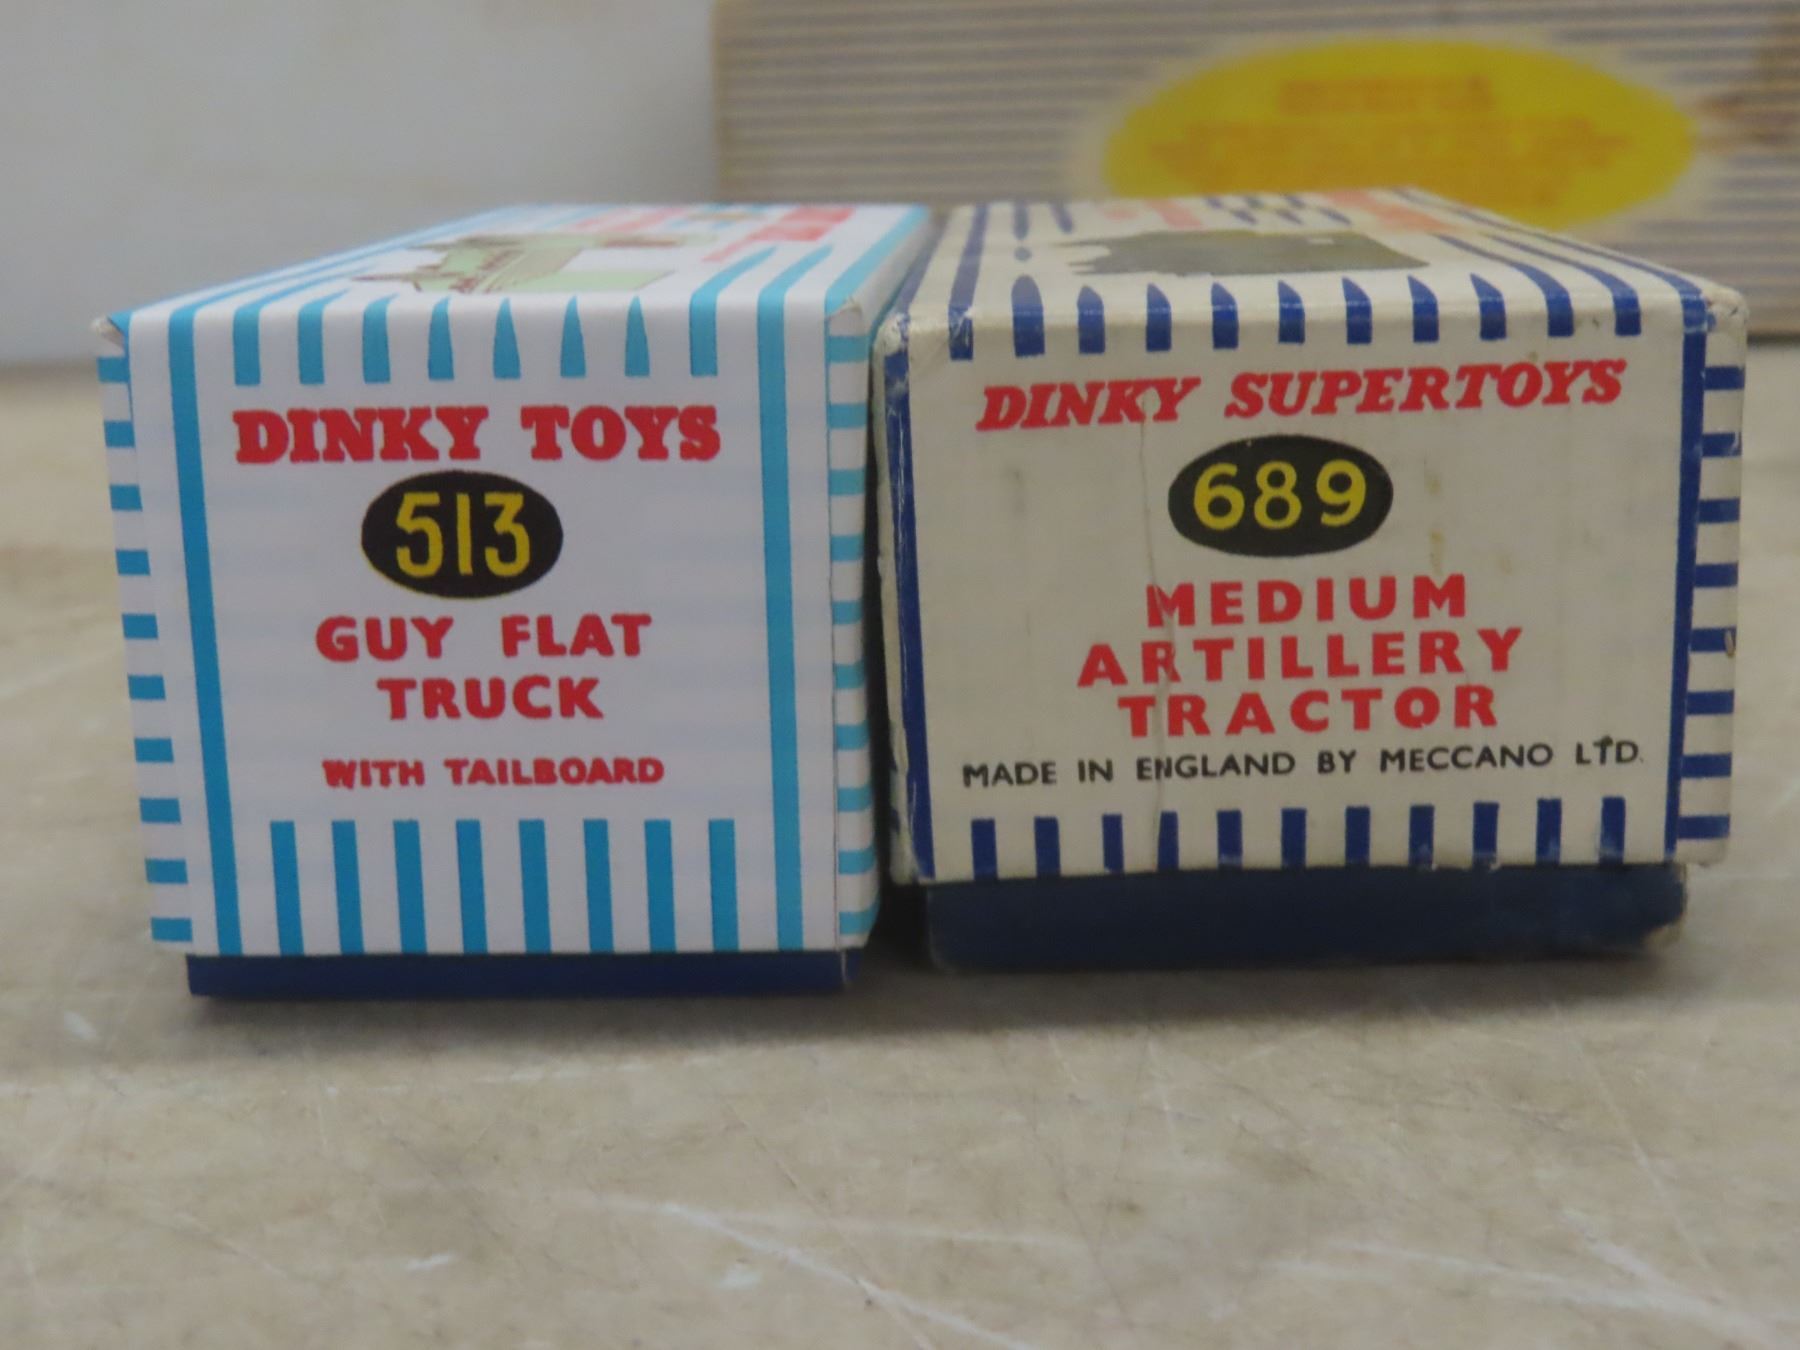 DINKY TOYS
513
GUY FLAT
TRUCK
WITH TAILBOARD
DINKY SUPERTOYS
689
MEDIUM
ARTILLERY
TRACTOR
MADE IN ENGLAND BY MECCANO LTD.